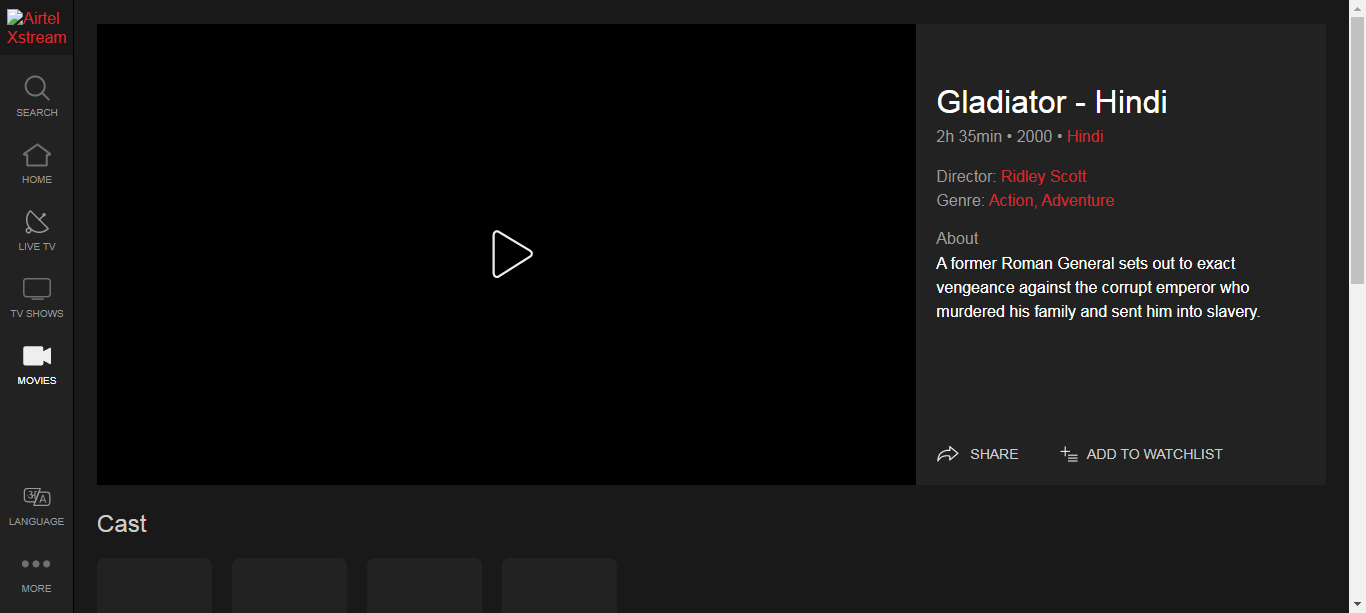 Airtel
Xstream
SEARCH
HOME
LIVE TV
TV SHOWS
MOVIES
LANGUAGE
MORE
Gladiator - Hindi
2h 35min • 2000 • Hindi
Director: Ridley Scott
Genre: Action, Adventure
About
A former Roman General sets out to exact
vengeance against the corrupt emperor who
murdered his family and sent him into slavery.
SHARE
ADD TO WATCHLIST
Cast